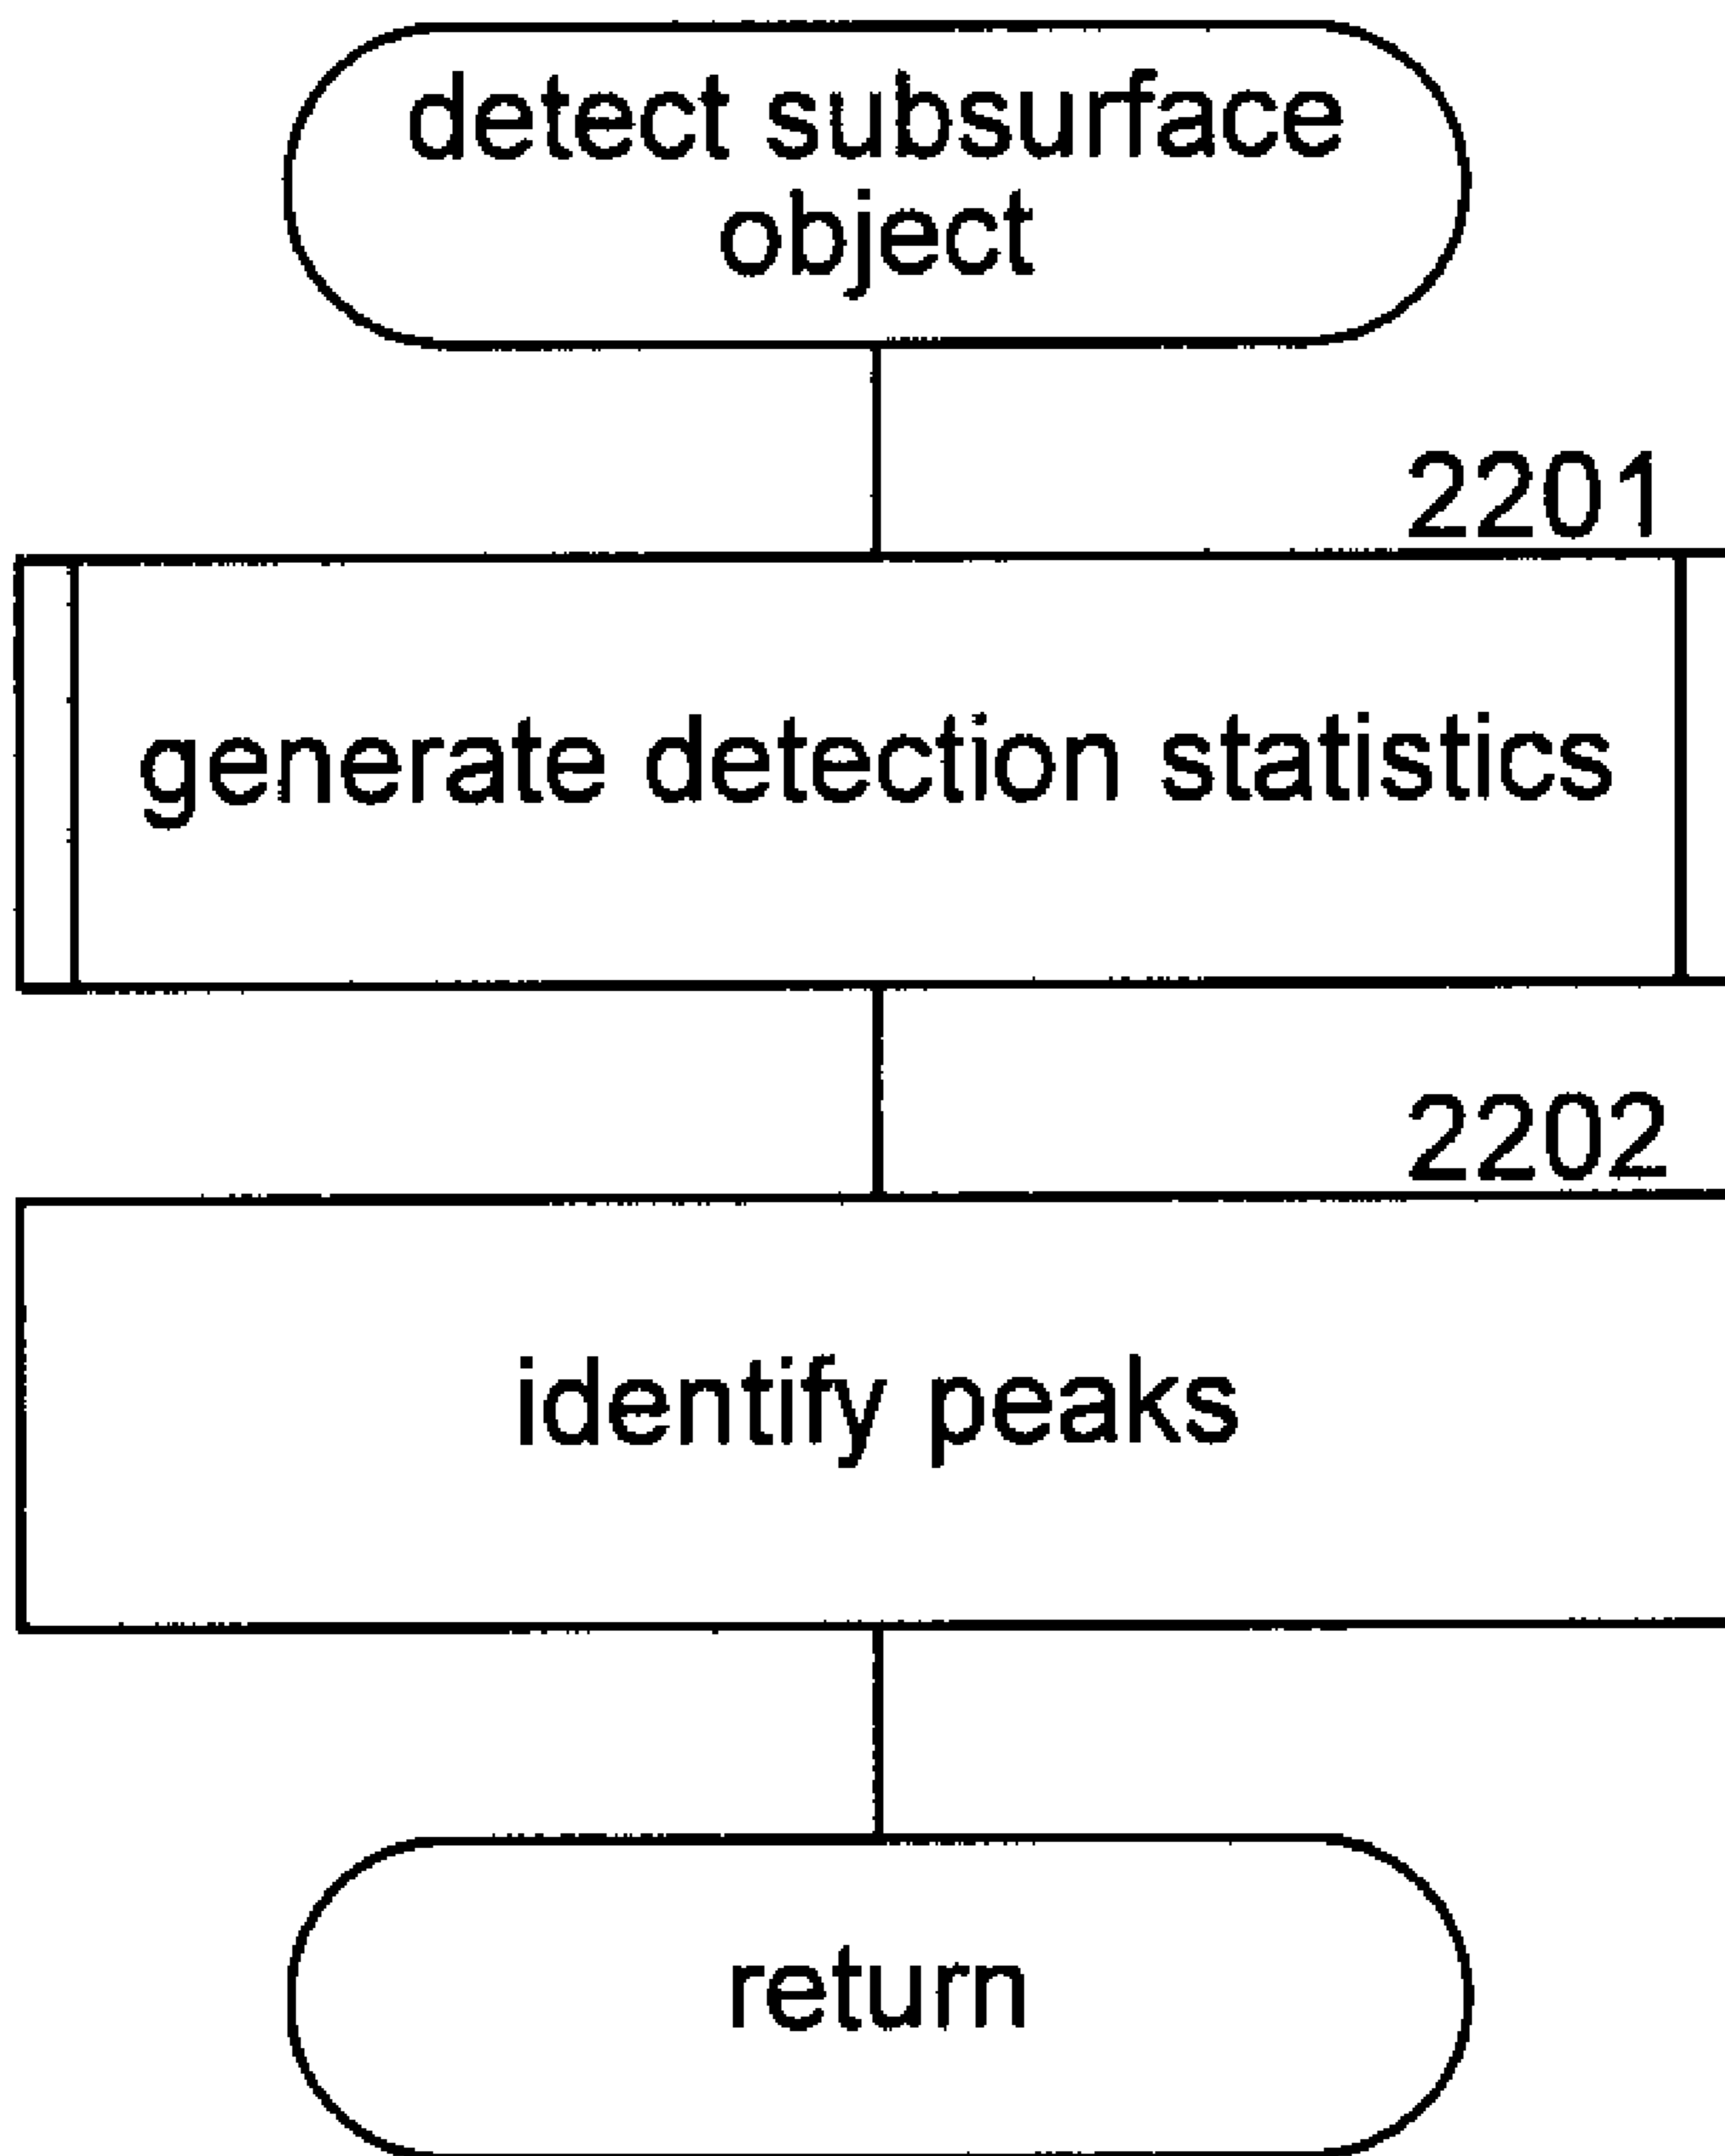 detect subsurface
object
2201
generate detection statistics
2202
identify peaks
return